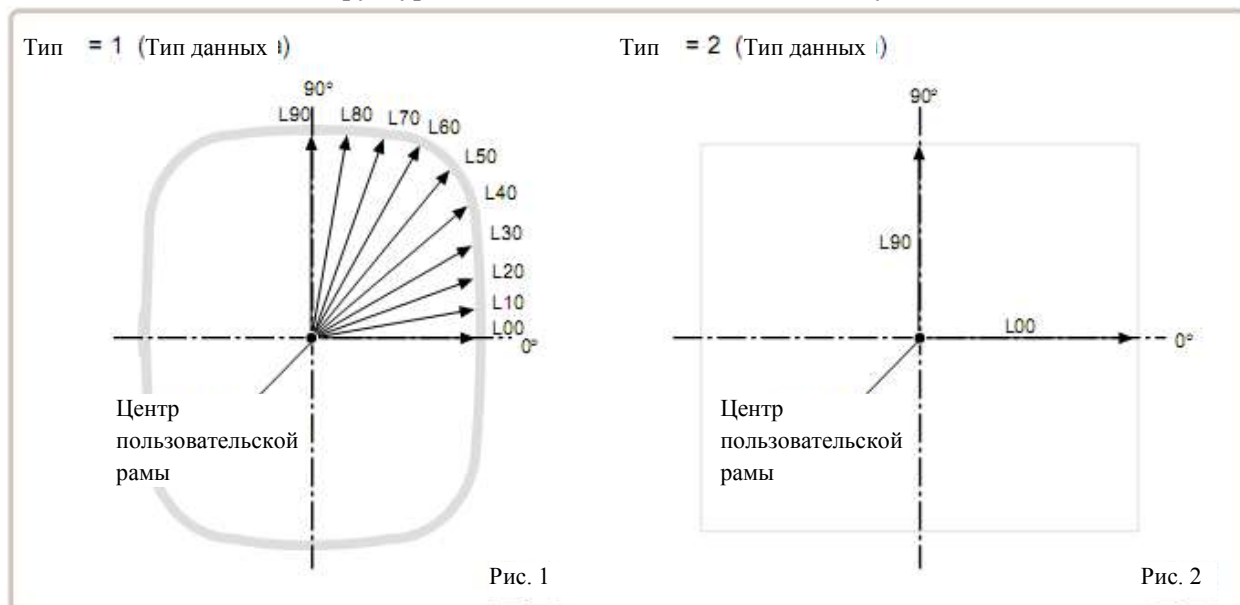 Тип = 1 (Тип данных)
90°
L90
L80
L70
L60
L50
L40
L30
L20
L10
L00
0°
Центр
пользовательской
рамы
Рис. 1
Тип = 2 (Тип данных)
90°
L90
L00
0°
Центр
пользовательской
рамы
Рис. 2